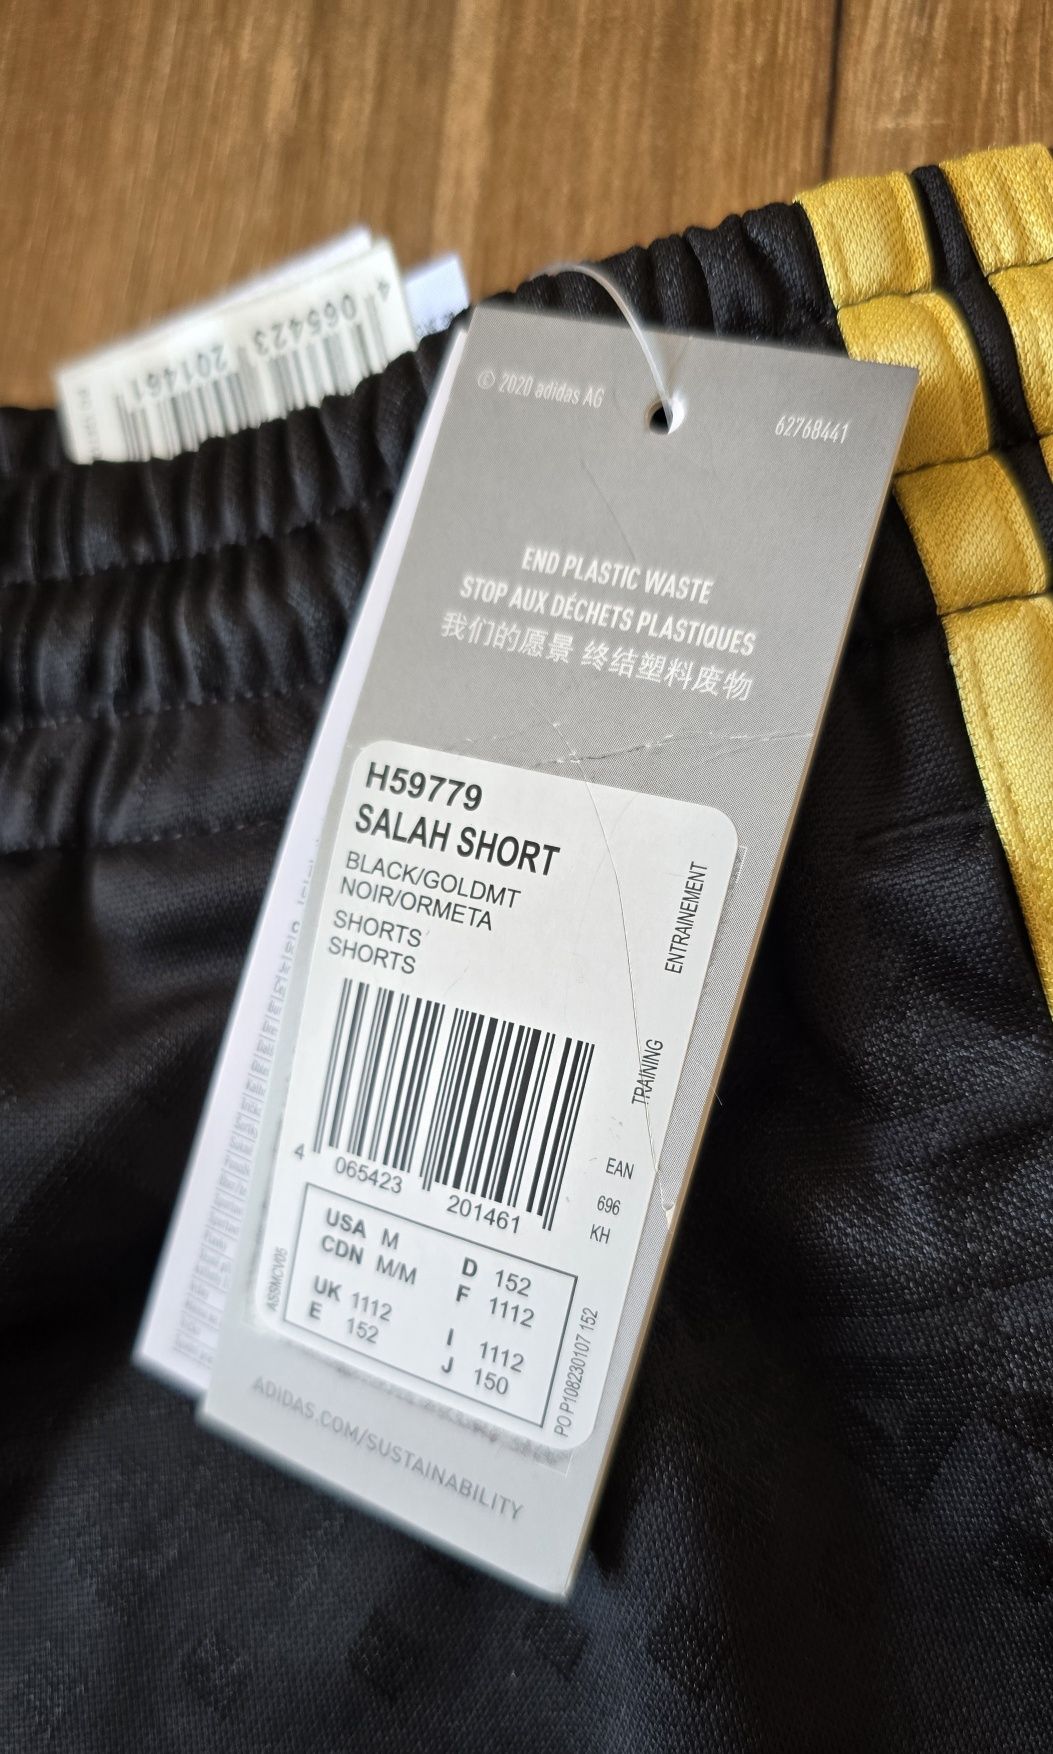 4
065423
201461
© 2020 adidas AG
62768441
END PLASTIC WASTE
STOP AUX DÉCHETS PLASTIQUES
我们的愿景 终结塑料废物
H59779
SALAH SHORT
BLACK/GOLDMT
NOIR/ORMETA
SHORTS
SHORTS
ENTRAINEMENT
TRAINING
4
065423
201461
EAN
696
KH
USA M
CDN M/M
UK 1112
E 152
D 152
F 1112
I 1112
J 150
ASSMCV05
PO P108230107 152
ADIDAS.COM/SUSTAINABILITY